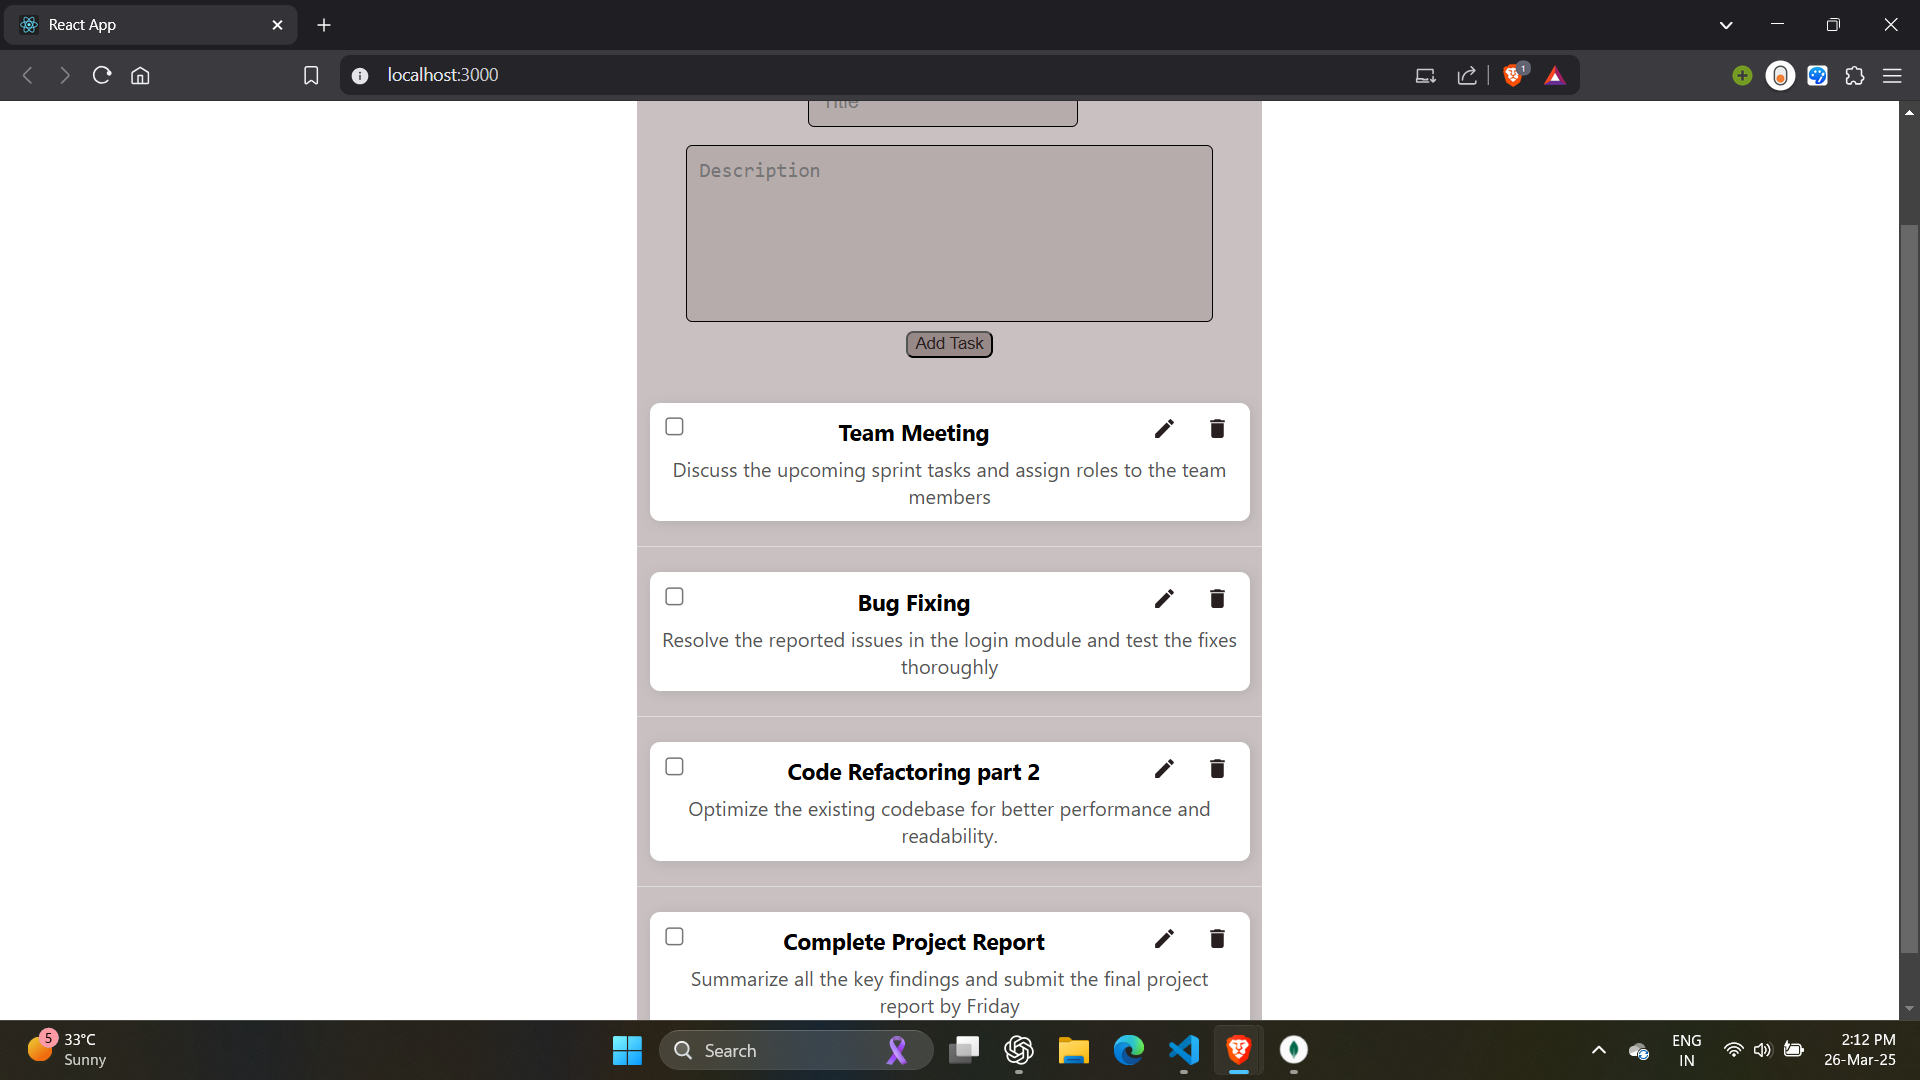 React App
localhost:3000
1
Title
Description
Add Task
Team Meeting
Discuss the upcoming sprint tasks and assign roles to the team
members
Bug Fixing
Resolve the reported issues in the login module and test the fixes
thoroughly
Code Refactoring part 2
Optimize the existing codebase for better performance and
readability.
Complete Project Report
Summarize all the key findings and submit the final project
report by Friday
5
33°C
Sunny
Search
ENG
IN
2:12 PM
26-Mar-25